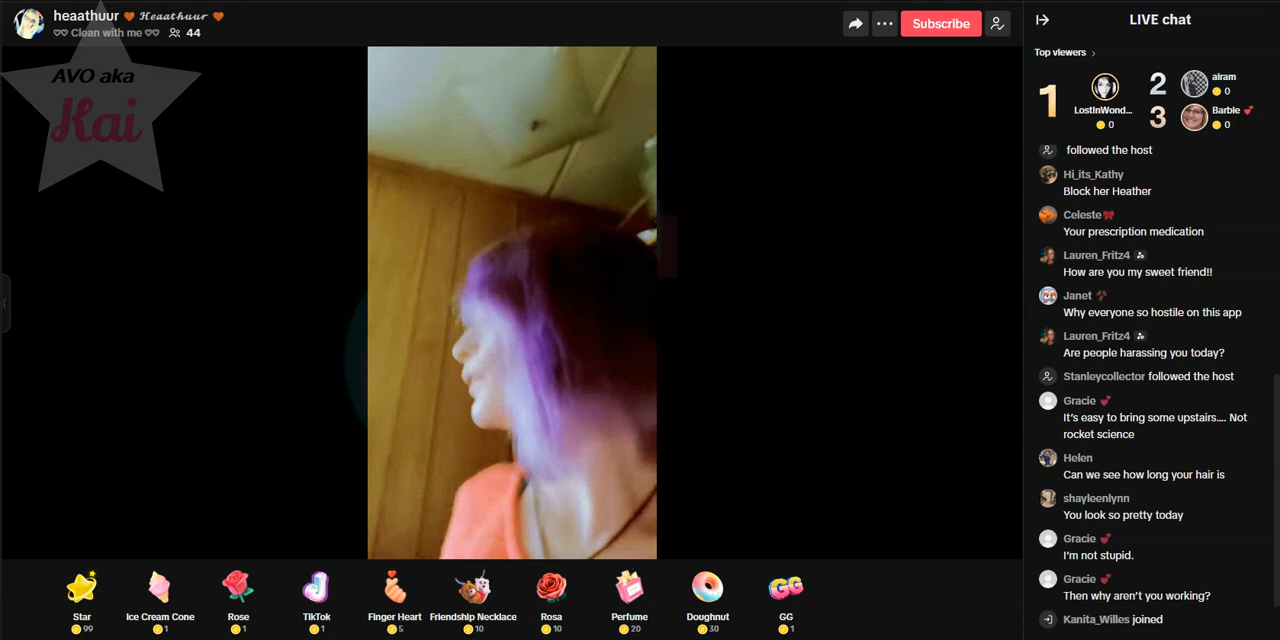 heaathuur 🧡 𝓗𝓮𝓪𝓪𝓽𝓱𝓾𝓾𝓻 🧡
♡♡ Clean with me ♡♡ 44
Subscribe
AVO aka
Kai
LIVE chat
Top viewers >
1
LostInWond...
0
2
airam
0
3
Barbie 💕
0
followed the host
Hi_its_Kathy
Block her Heather
Celeste🎀
Your prescription medication
Lauren_Fritz4
How are you my sweet friend!!
Janet
Why everyone so hostile on this app
Lauren_Fritz4
Are people harassing you today?
Stanleycollector followed the host
Gracie 💕
It's easy to bring some upstairs.... Not
rocket science
Helen
Can we see how long your hair is
shayleenlynn
You look so pretty today
Gracie 💕
I'm not stupid.
Gracie 💕
Then why aren't you working?
Kanita_Willes joined
Star
99
Ice Cream Cone
1
Rose
1
TikTok
1
Finger Heart
5
Friendship Necklace
10
Rosa
10
Perfume
20
Doughnut
30
GG
GG
1